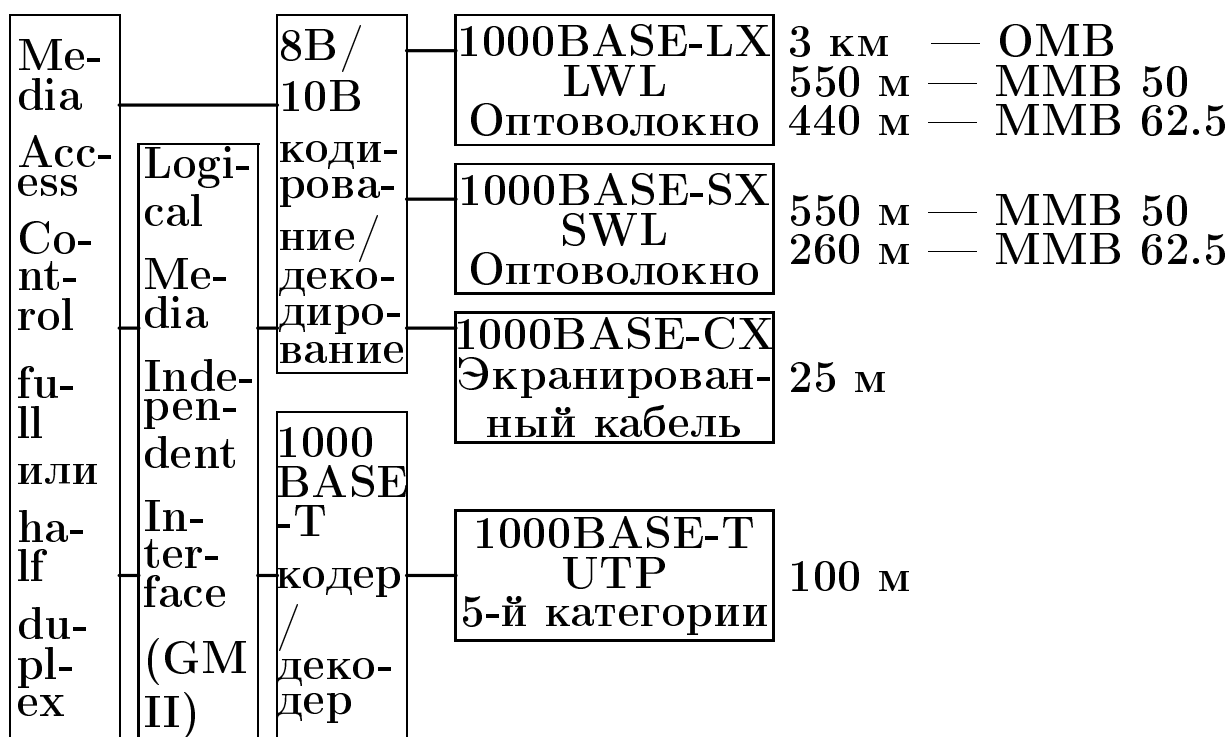 Me-
dia
Acc-
ess
Co-
nt-
rol
fu-
ll
или
ha-
lf
du-
pl-
ex
Logi-
cal
Me-
dia
Inde-
pen-
dent
In-
ter-
face
(GM
II)
8B/
10B
коди-
рова-
ние/
деко-
диро-
вание
1000
BASE
-T
кодер
/
деко-
дер
1000BASE-LX
LWL
Оптоволокно
3 км — ОМВ
550 м — ММВ 50
440 м — ММВ 62.5
1000BASE-SX
SWL
Оптоволокно
550 м — ММВ 50
260 м — ММВ 62.5
1000BASE-CX
Экранирован-
ный кабель
25 м
1000BASE-T
UTP
5-й категории
100 м